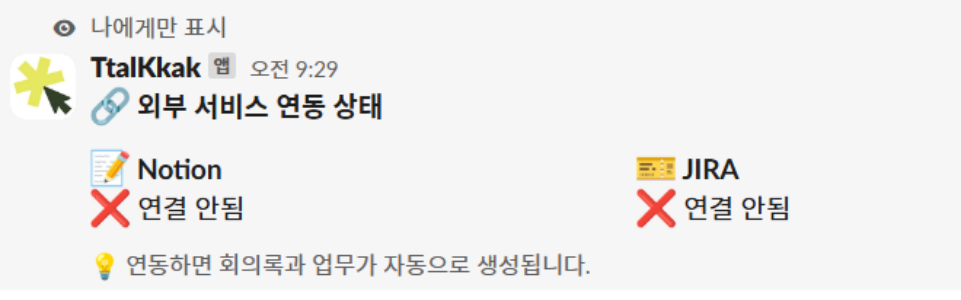 나에게만 표시
TtalKkak 앱 오전 9:29
외부 서비스 연동 상태
Notion
연결 안됨
JIRA
연결 안됨
연동하면 회의록과 업무가 자동으로 생성됩니다.